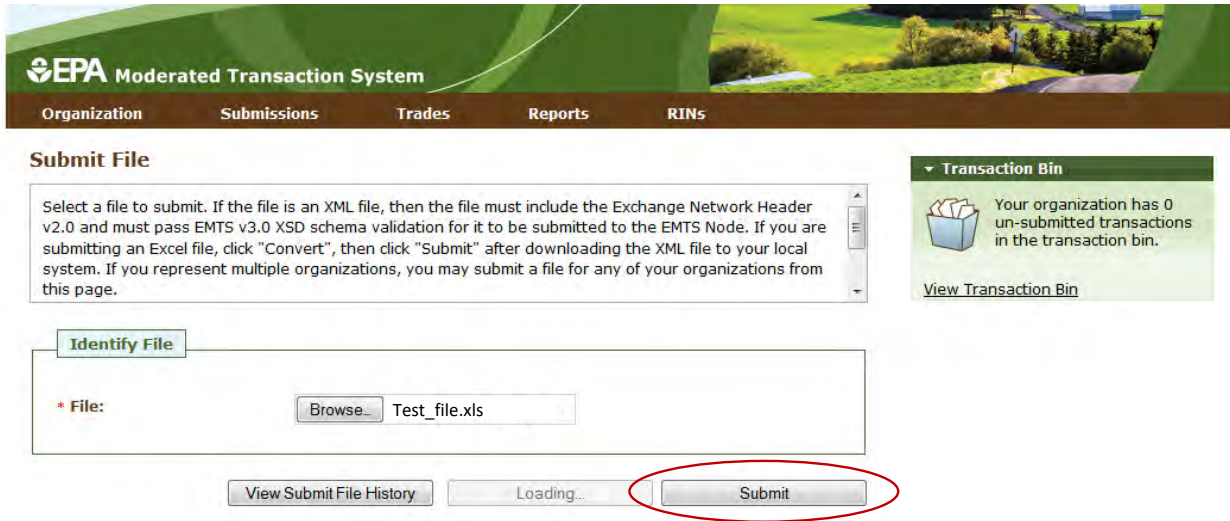 EPA Moderated Transaction System
Organization Submissions Trades Reports RINs
Submit File
Select a file to submit. If the file is an XML file, then the file must include the Exchange Network Header
v2.0 and must pass EMTS v3.0 XSD schema validation for it to be submitted to the EMTS Node. If you are
submitting an Excel file, click "Convert", then click "Submit" after downloading the XML file to your local
system. If you represent multiple organizations, you may submit a file for any of your organizations from
this page.
Transaction Bin
Your organization has 0
un-submitted transactions
in the transaction bin.
View Transaction Bin
Identify File
* File: Browse... Test_file.xls
View Submit File History Loading... Submit